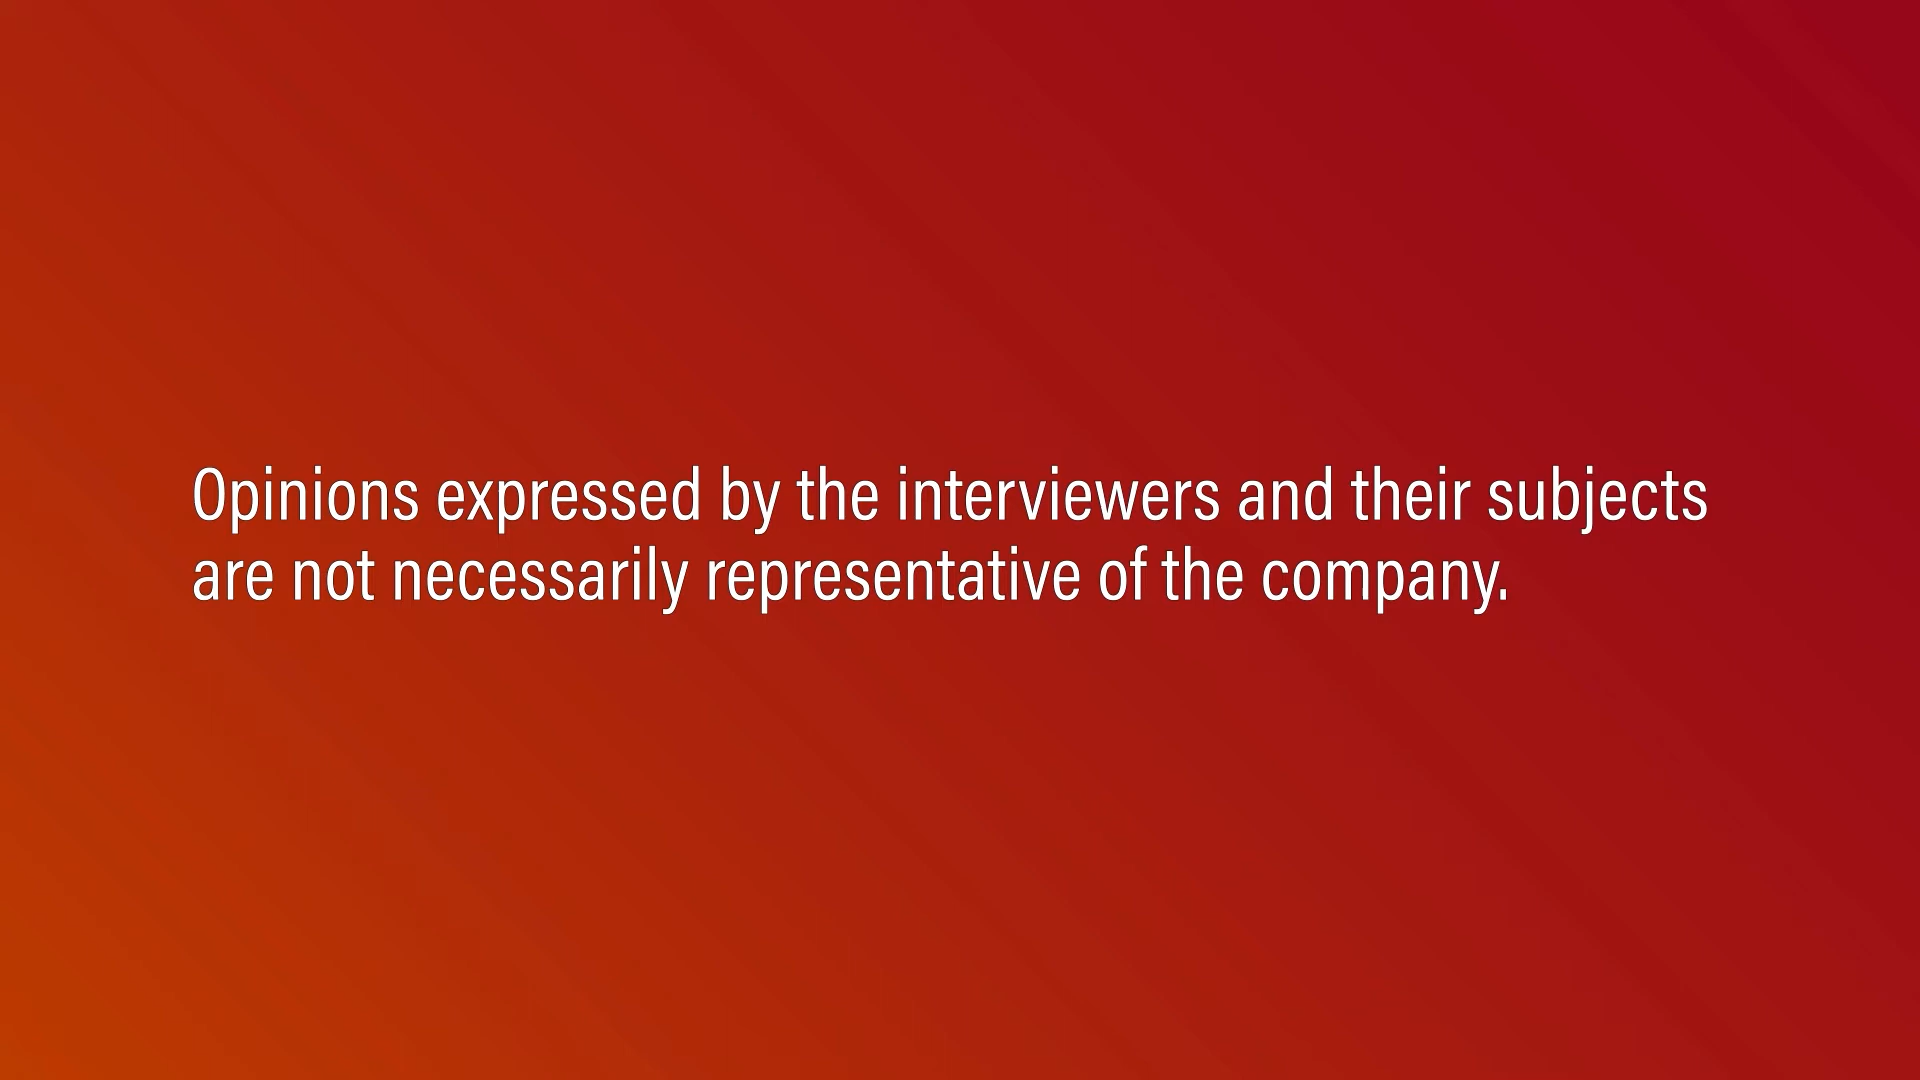 Opinions expressed by the interviewers and their subjects
are not necessarily representative of the company.